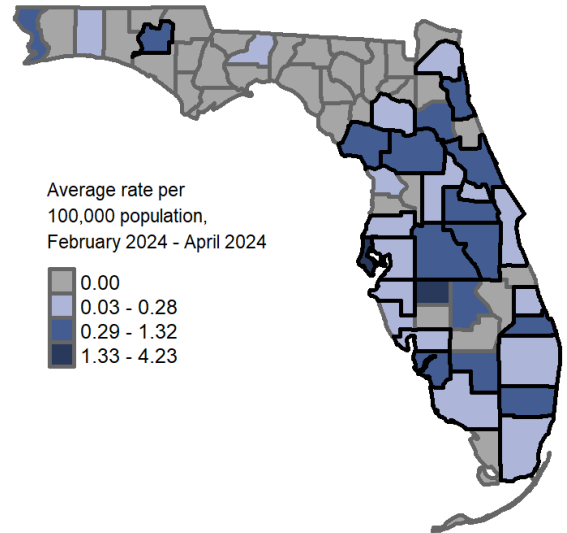 Average rate per
100,000 population,
February 2024 - April 2024
0.00
0.03 - 0.28
0.29 - 1.32
1.33 - 4.23